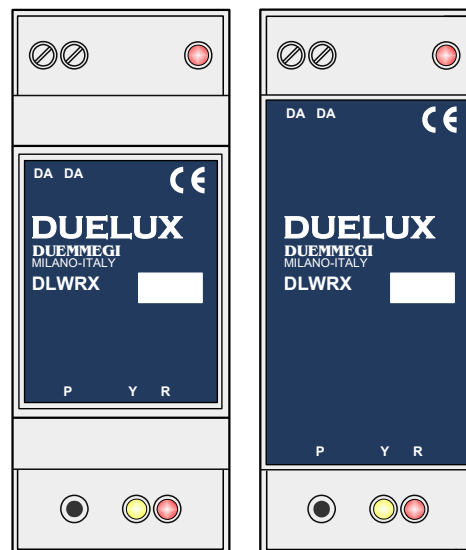 DA DA
CE
DUELUX
DUEMMEGI
MILANO-ITALY
DLWRX
P Y R
DA DA
CE
DUELUX
DUEMMEGI
MILANO-ITALY
DLWRX
P Y R